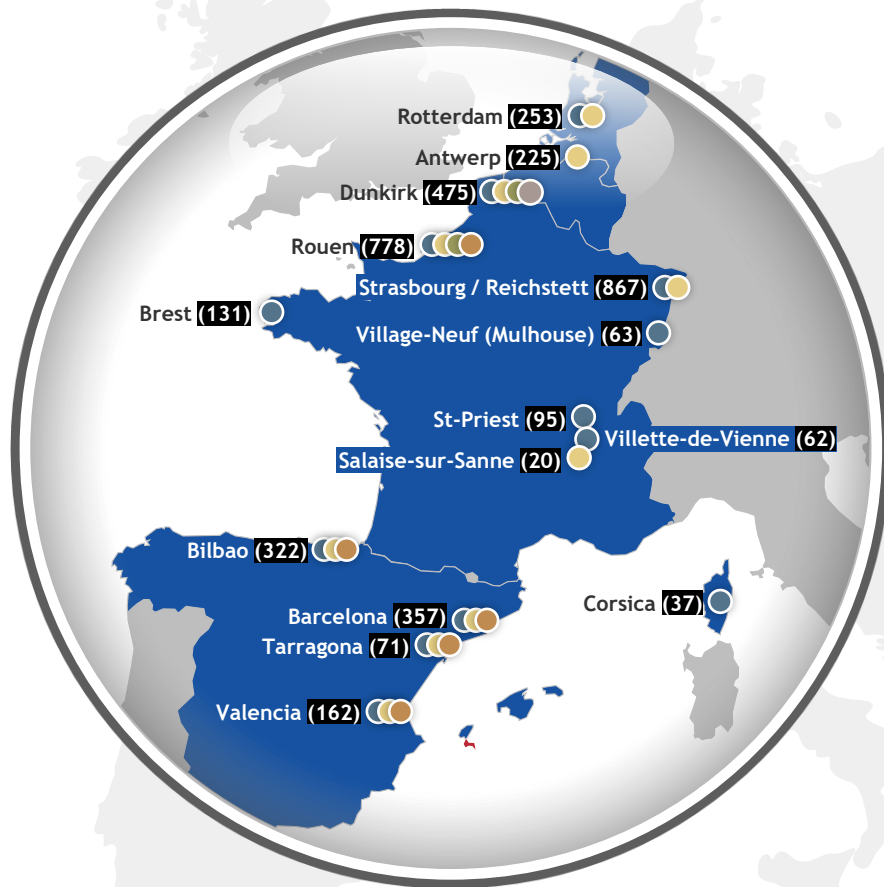 Rotterdam (253)
Antwerp (225)
Dunkirk (475)
Rouen (778)
Strasbourg / Reichstett (867)
Brest (131)
Village-Neuf (Mulhouse) (63)
St-Priest (95)
Villette-de-Vienne (62)
Salaise-sur-Sanne (20)
Bilbao (322)
Corsica (37)
Barcelona (357)
Tarragona (71)
Valencia (162)